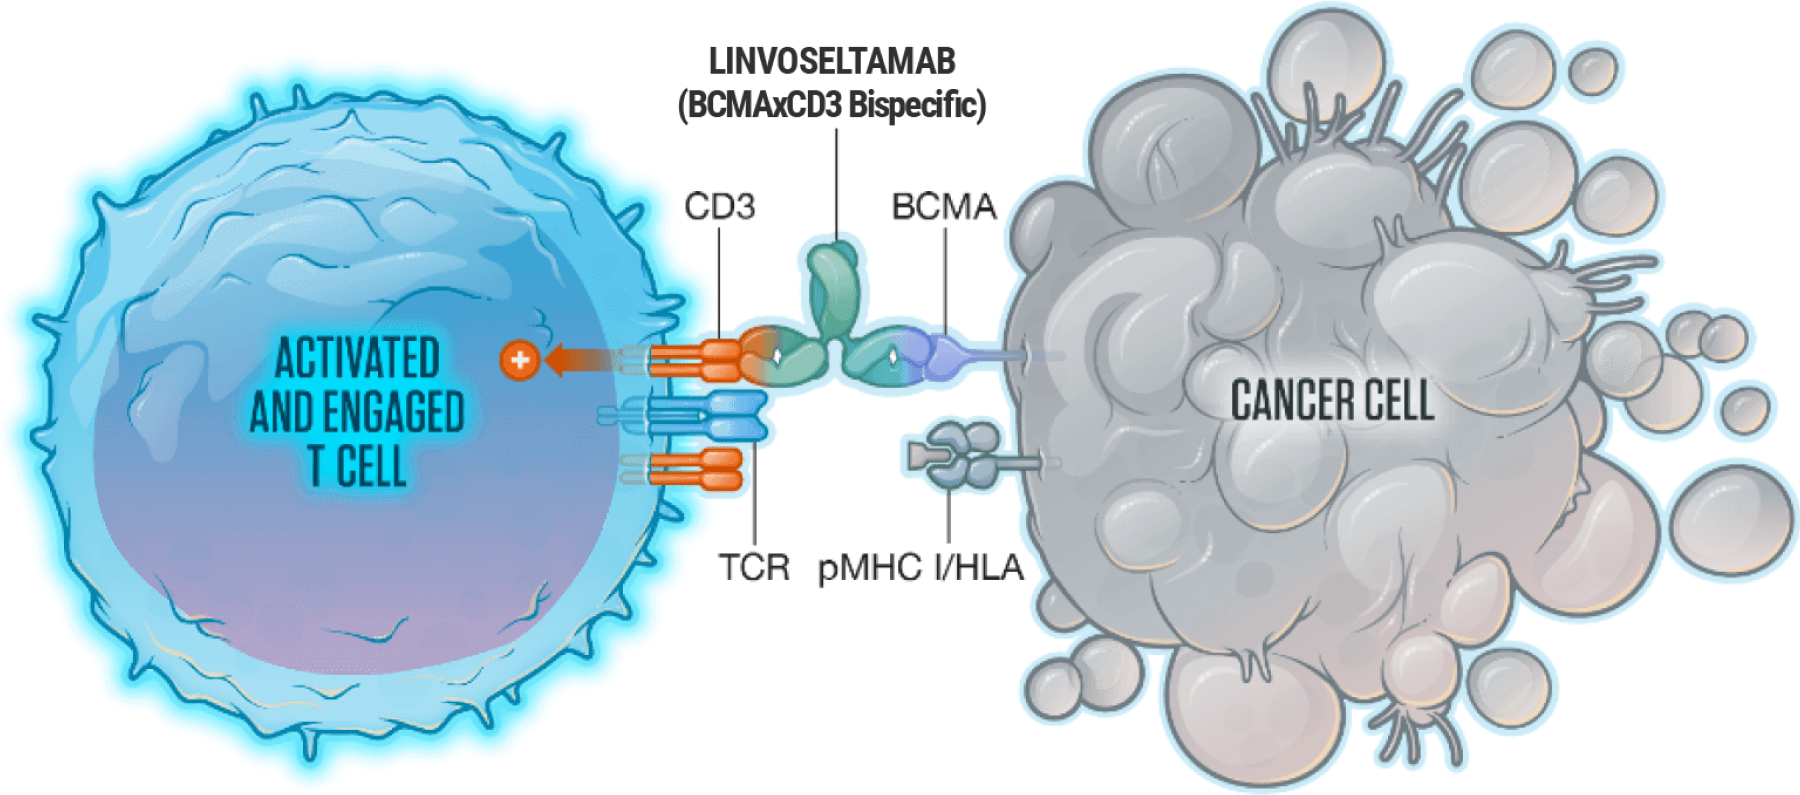 LINVOSELTAMAB
(BCMAxCD3 Bispecific)
CD3
BCMA
ACTIVATED
AND ENGAGED
T CELL
CANCER CELL
TCR
pMHC I/HLA